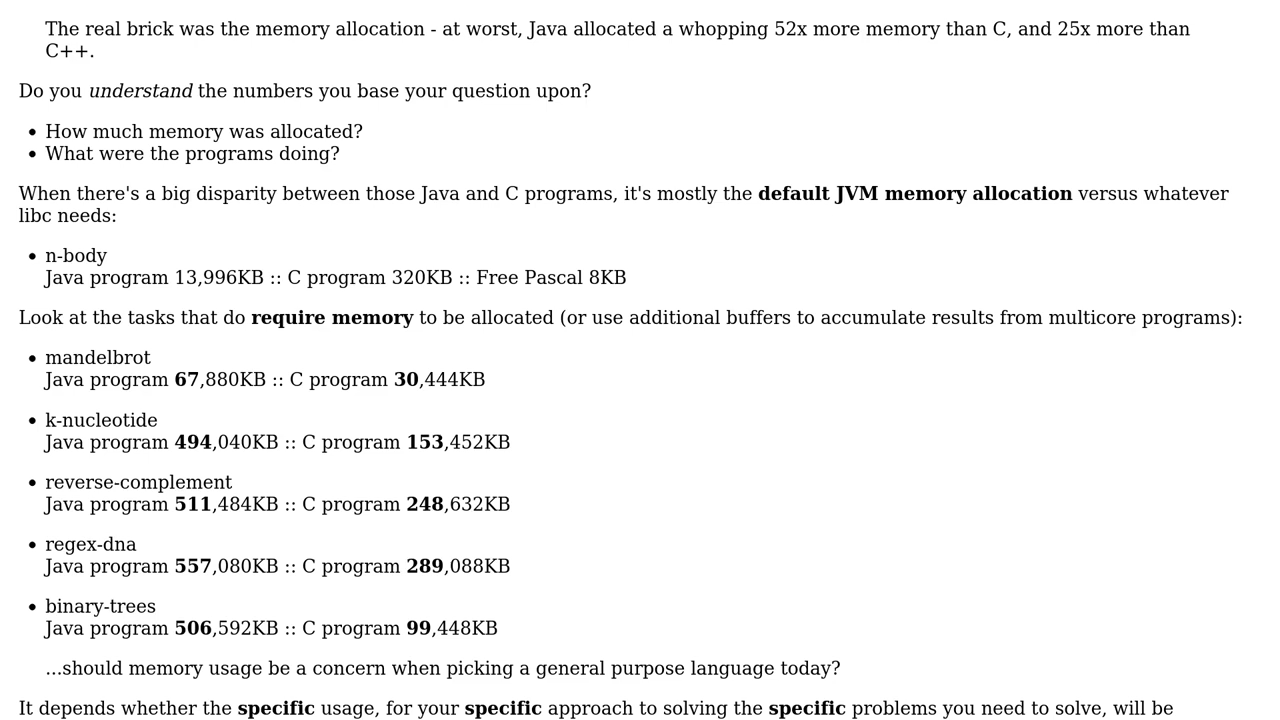 The real brick was the memory allocation - at worst, Java allocated a whopping 52x more memory than C, and 25x more than
C++.
Do you understand the numbers you base your question upon?
• How much memory was allocated?
• What were the programs doing?
When there's a big disparity between those Java and C programs, it's mostly the default JVM memory allocation versus whatever
libc needs:
• n-body
Java program 13,996KB :: C program 320KB :: Free Pascal 8KB
Look at the tasks that do require memory to be allocated (or use additional buffers to accumulate results from multicore programs):
• mandelbrot
Java program 67,880KB :: C program 30,444KB
• k-nucleotide
Java program 494,040KB :: C program 153,452KB
• reverse-complement
Java program 511,484KB :: C program 248,632KB
• regex-dna
Java program 557,080KB :: C program 289,088KB
• binary-trees
Java program 506,592KB :: C program 99,448KB
...should memory usage be a concern when picking a general purpose language today?
It depends whether the specific usage, for your specific approach to solving the specific problems you need to solve, will be